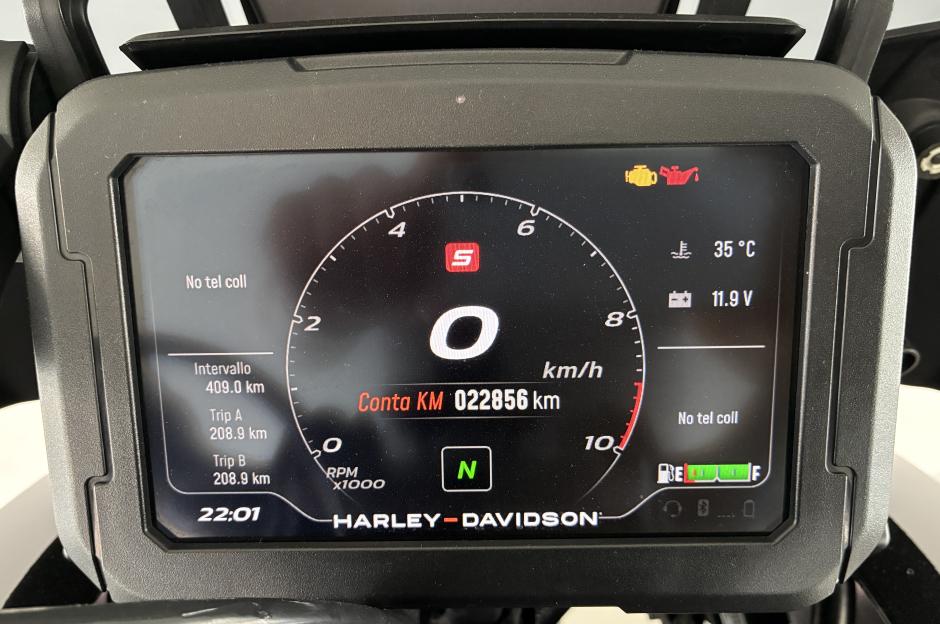 4 6
S
35 °C
No tel coll
11.9 V
2 8
0
km/h
Intervallo
409.0 km
Conta KM 022856 km
Trip A
208.9 km
No tel coll
0 10
Trip B
208.9 km
RPM
x1000
N
E F
22:01
HARLEY-DAVIDSON